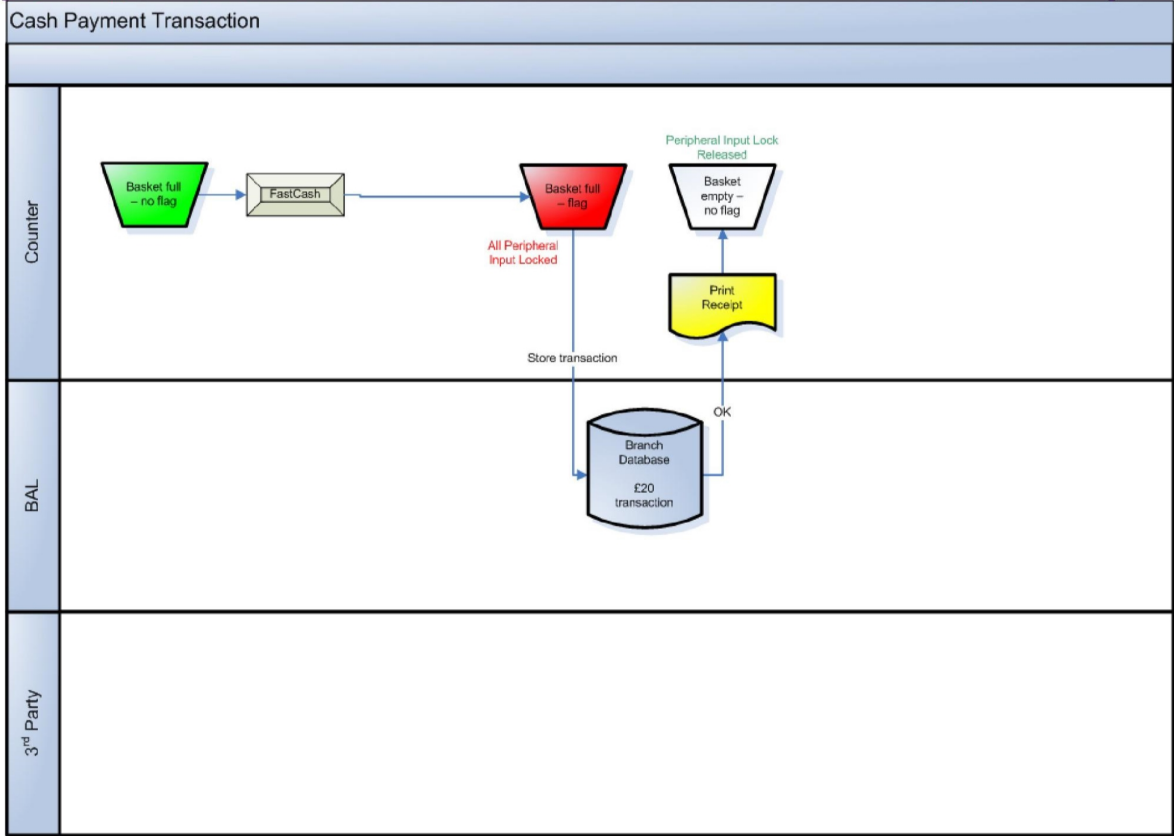 Cash Payment Transaction
Counter
Basket full
– no flag
FastCash
Basket full
– flag
All Peripheral
Input Locked
Peripheral Input Lock
Released
Basket
empty –
no flag
Print
Receipt
Store transaction
OK
BAL
Branch
Database
£20
transaction
3rd Party